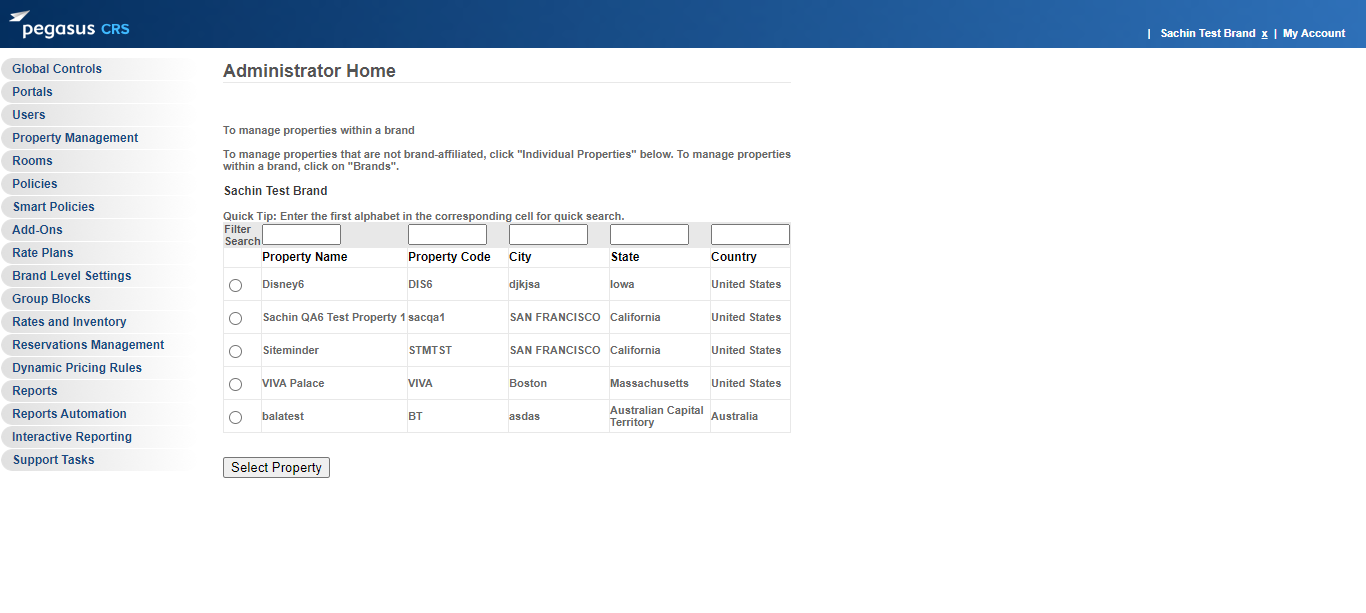 pegasus CRS
| Sachin Test Brand x | My Account
Global Controls
Portals
Users
Property Management
Rooms
Policies
Smart Policies
Add-Ons
Rate Plans
Brand Level Settings
Group Blocks
Rates and Inventory
Reservations Management
Dynamic Pricing Rules
Reports
Reports Automation
Interactive Reporting
Support Tasks
Administrator Home
To manage properties within a brand
To manage properties that are not brand-affiliated, click "Individual Properties" below. To manage properties
within a brand, click on "Brands".
Sachin Test Brand
Quick Tip: Enter the first alphabet in the corresponding cell for quick search.
Filter
Search
Property Name Property Code City State Country
Disney6 DIS6 djkjsa Iowa United States
Sachin QA6 Test Property 1 sacqa1 SAN FRANCISCO California United States
Siteminder STMTST SAN FRANCISCO California United States
VIVA Palace VIVA Boston Massachusetts United States
balatest BT asdas Australian Capital Territory Australia
Select Property